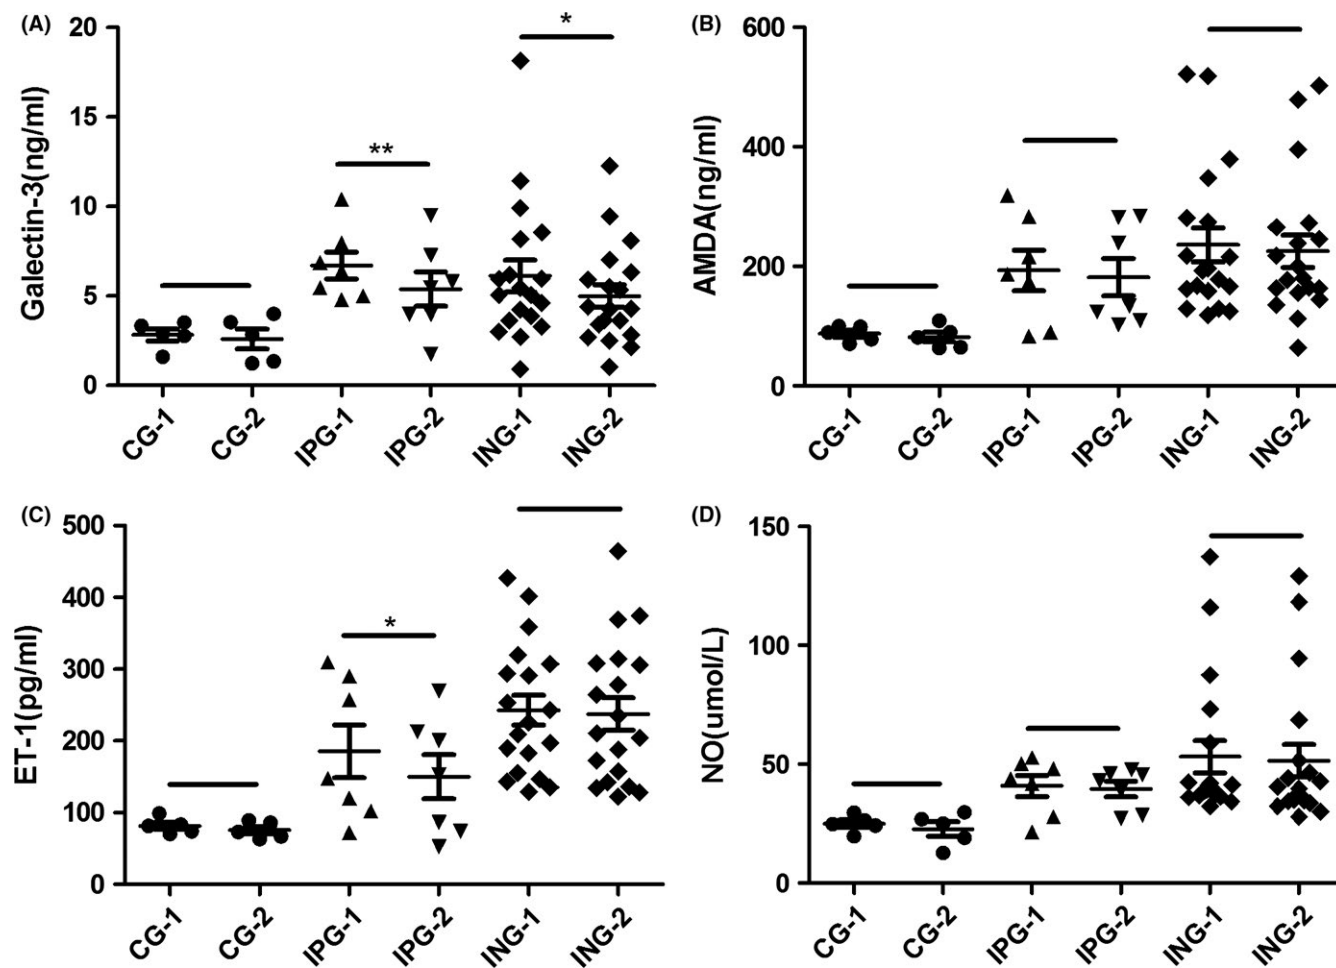 (A)
Galectin-3(ng/ml)
20
15
10
5
0
**
*
CG-1
CG-2
IPG-1
IPG-2
ING-1
ING-2
(B)
AMDA(ng/ml)
600
400
200
0
CG-1
CG-2
IPG-1
IPG-2
ING-1
ING-2
(C)
ET-1(pg/ml)
500
400
300
200
100
0
*
CG-1
CG-2
IPG-1
IPG-2
ING-1
ING-2
(D)
NO(umol/L)
150
100
50
0
CG-1
CG-2
IPG-1
IPG-2
ING-1
ING-2